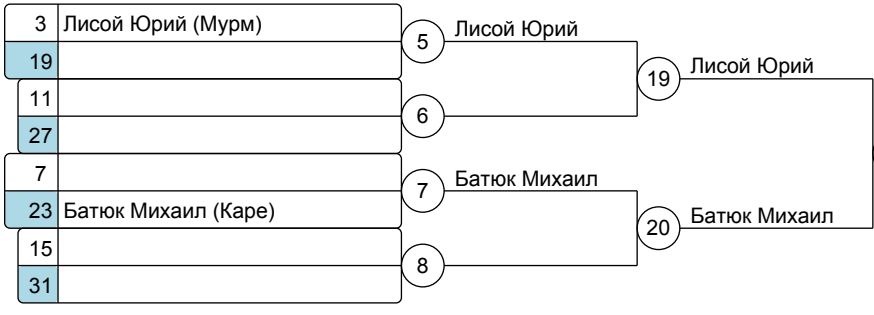 3 Лисой Юрий (Мурм)
19
5 Лисой Юрий
11
27
6
19 Лисой Юрий
7
23 Батюк Михаил (Каре)
7 Батюк Михаил
15
31
8
20 Батюк Михаил